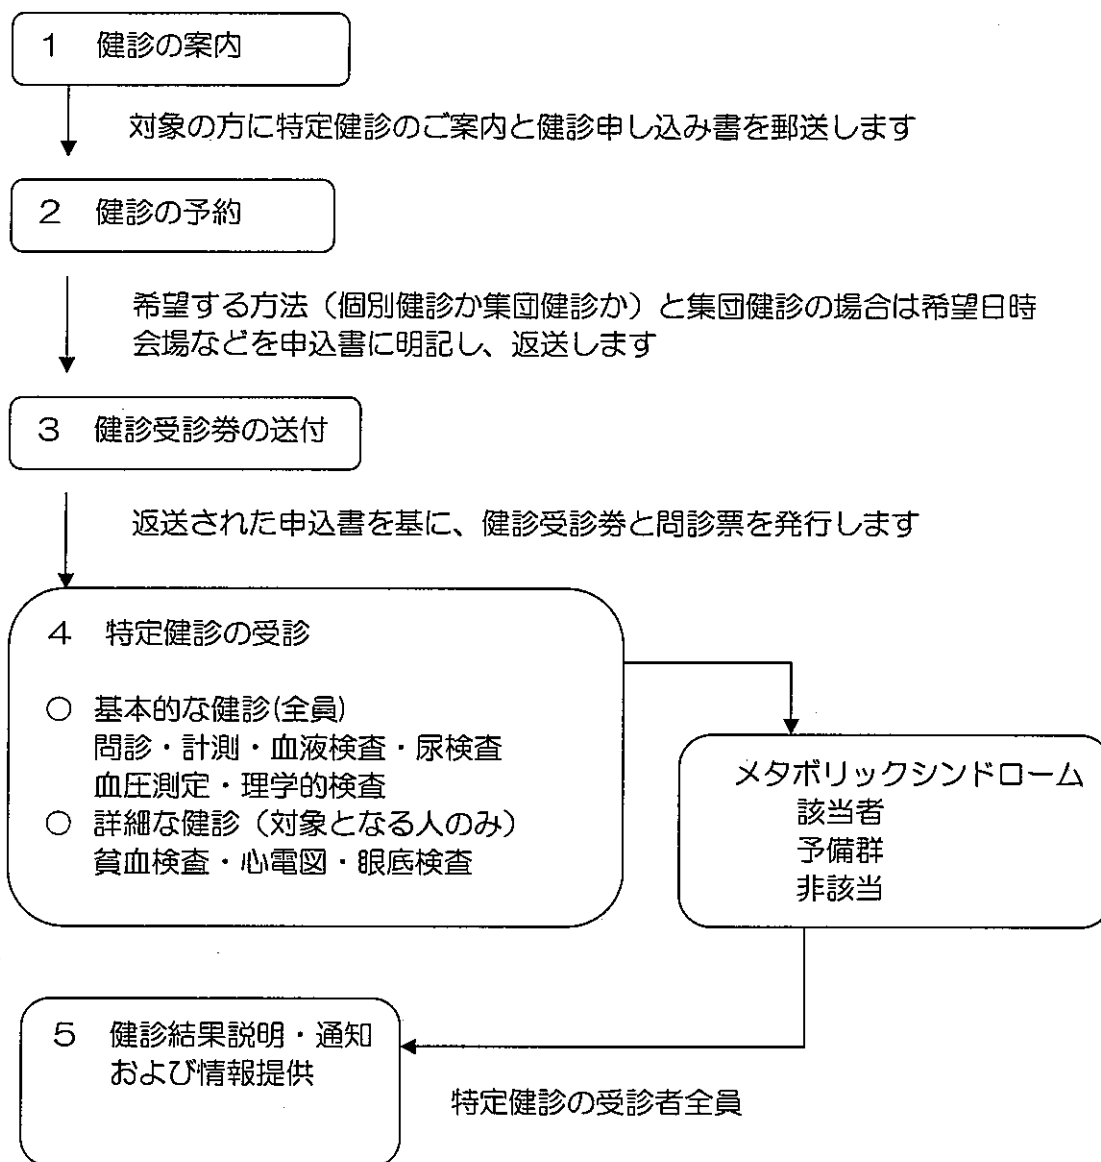 1 健診の案内
対象の方に特定健診のご案内と健診申し込み書を郵送します
2 健診の予約
希望する方法（個別健診か集団健診か）と集団健診の場合は希望日時
会場などを申込書に明記し、返送します
3 健診受診券の送付
返送された申込書を基に、健診受診券と問診票を発行します
4 特定健診の受診
○ 基本的な健診(全員)
問診・計測・血液検査・尿検査
血圧測定・理学的検査
○ 詳細な健診（対象となる人のみ）
貧血検査・心電図・眼底検査
メタボリックシンドローム
該当者
予備群
非該当
5 健診結果説明・通知
および情報提供
特定健診の受診者全員